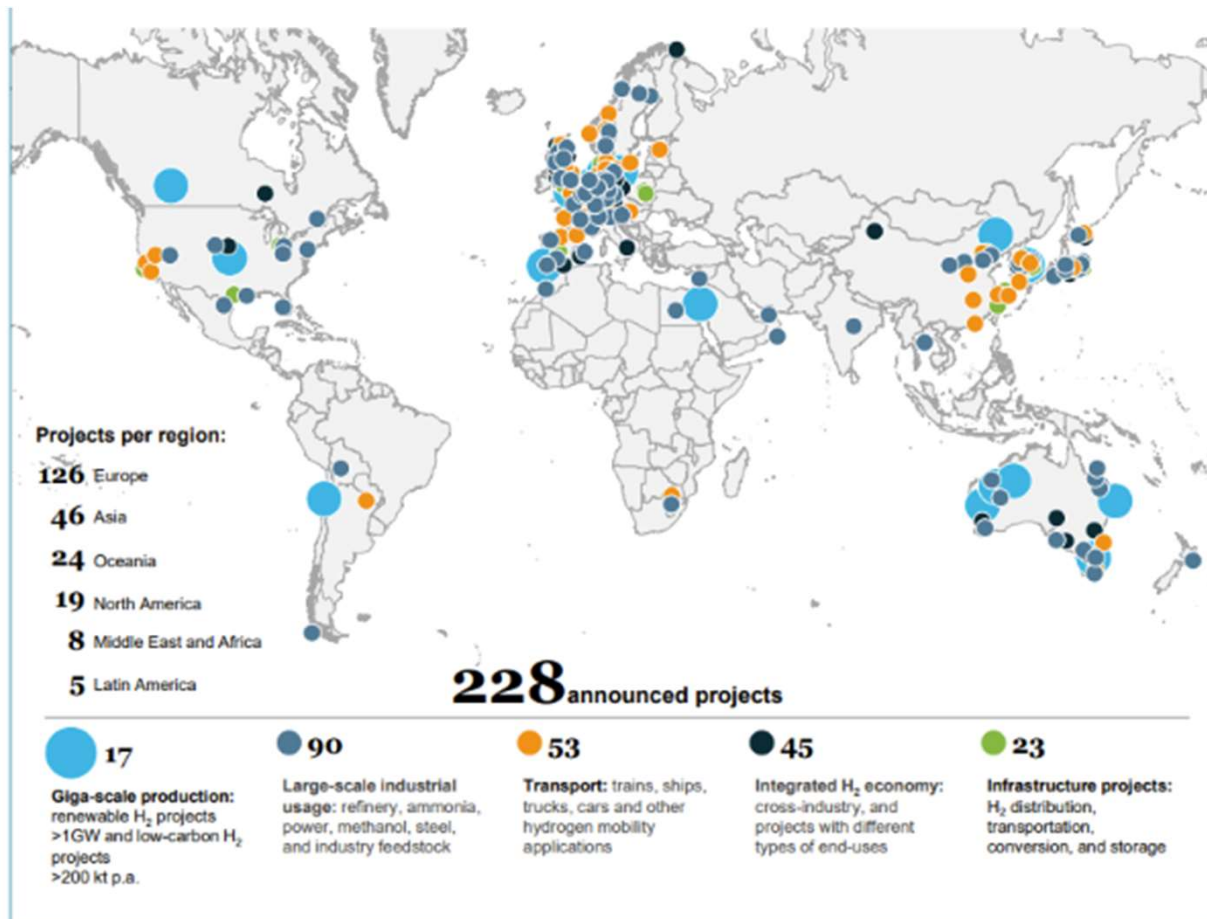 Projects per region:
126 Europe
46 Asia
24 Oceania
19 North America
8 Middle East and Africa
5 Latin America
228 announced projects
17
Giga-scale production:
renewable H₂ projects
>1GW and low-carbon H₂
projects
>200 kt p.a.
90
Large-scale industrial
usage: refinery, ammonia,
power, methanol, steel,
and industry feedstock
53
Transport: trains, ships,
trucks, cars and other
hydrogen mobility
applications
45
Integrated H₂ economy:
cross-industry, and
projects with different
types of end-uses
23
Infrastructure projects:
H₂ distribution,
transportation,
conversion, and storage